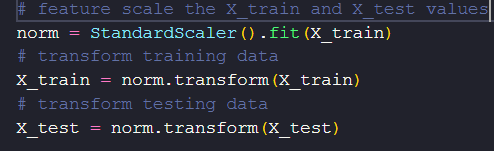 # feature scale the X_train and X_test values
norm = StandardScaler().fit(X_train)
# transform training data
X_train = norm.transform(X_train)
# transform testing data
X_test = norm.transform(X_test)